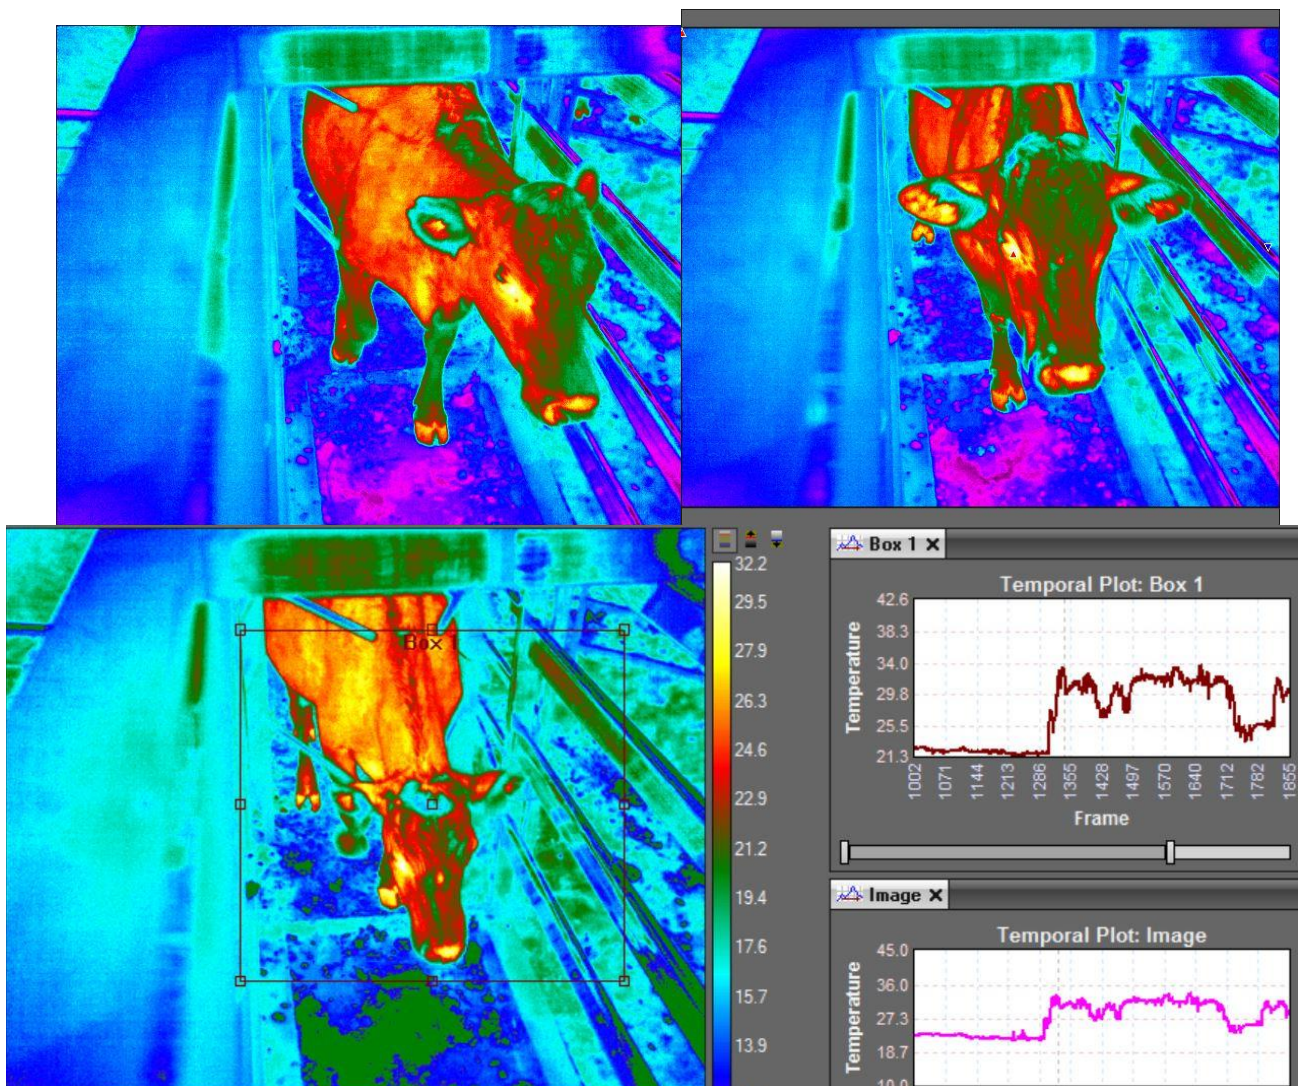 Box 1
32.2
29.5
27.9
26.3
24.6
22.9
21.2
19.4
17.6
15.7
13.9
Box 1
Temporal Plot: Box 1
Temperature
42.6
38.3
34.0
29.8
25.5
21.3
1002 1071 1144 1213 1286 1355 1428 1497 1570 1640 1712 1782 1855
Frame
Image
Temporal Plot: Image
Temperature
45.0
36.0
27.3
18.7
10.0